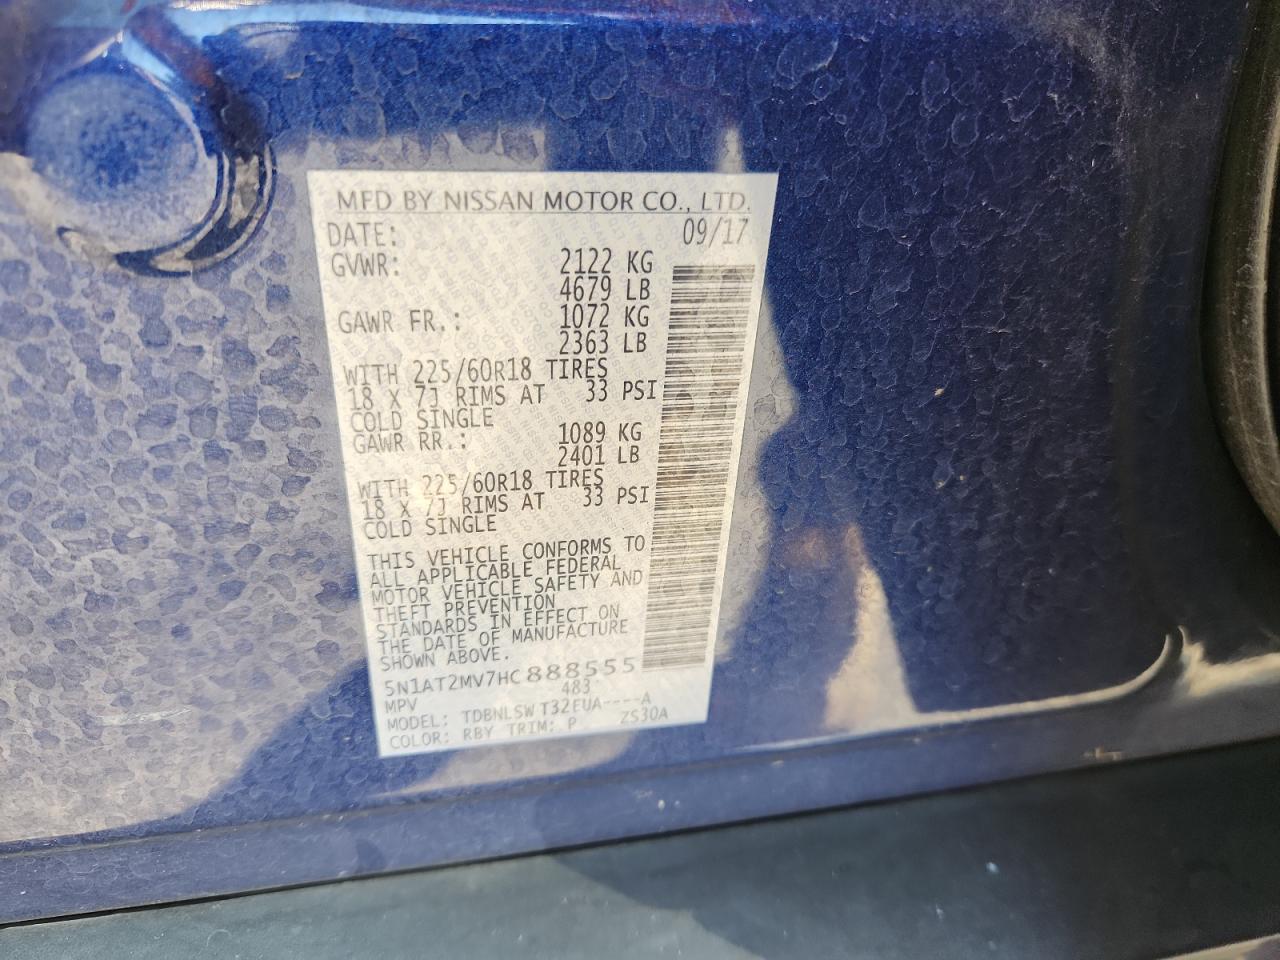 MFD BY NISSAN MOTOR CO., LTD.
DATE: 09/17
GVWR: 2122 KG
4679 LB
GAWR FR.: 1072 KG
2363 LB
WITH 225/60R18 TIRES
18 X 7J RIMS AT 33 PSI
COLD SINGLE
GAWR RR.: 1089 KG
2401 LB
WITH 225/60R18 TIRES
18 X 7J RIMS AT 33 PSI
COLD SINGLE
THIS VEHICLE CONFORMS TO
ALL APPLICABLE FEDERAL
MOTOR VEHICLE SAFETY AND
THEFT PREVENTION
STANDARDS IN EFFECT ON
THE DATE OF MANUFACTURE
SHOWN ABOVE.
5N1AT2MV7HC888555
MPV 483
MODEL: TDBNLSW T32EUA----A
COLOR: RBY TRIM: P ZS30A